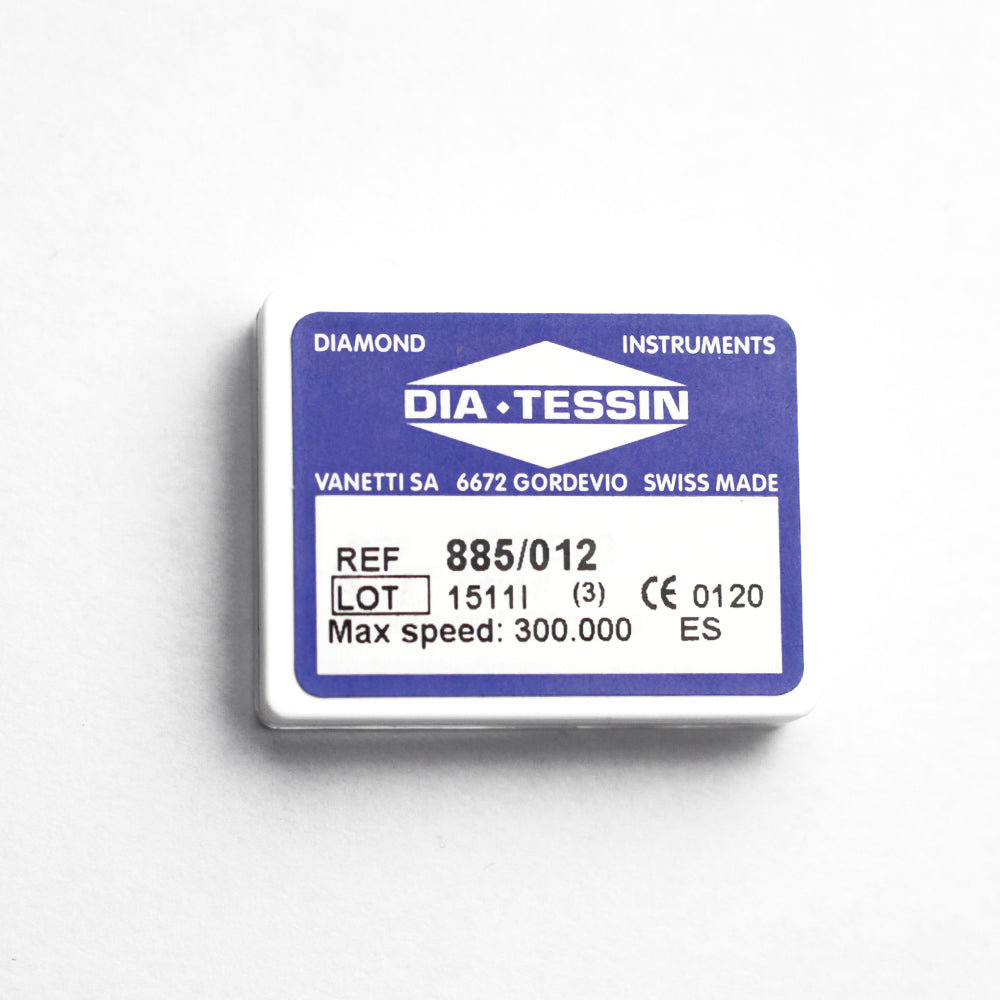 DIAMOND INSTRUMENTS
DIA TESSIN
VANETTI SA 6672 GORDEVIO SWISS MADE
REF 885/012
LOT 1511I (3) CE 0120
Max speed: 300.000 ES